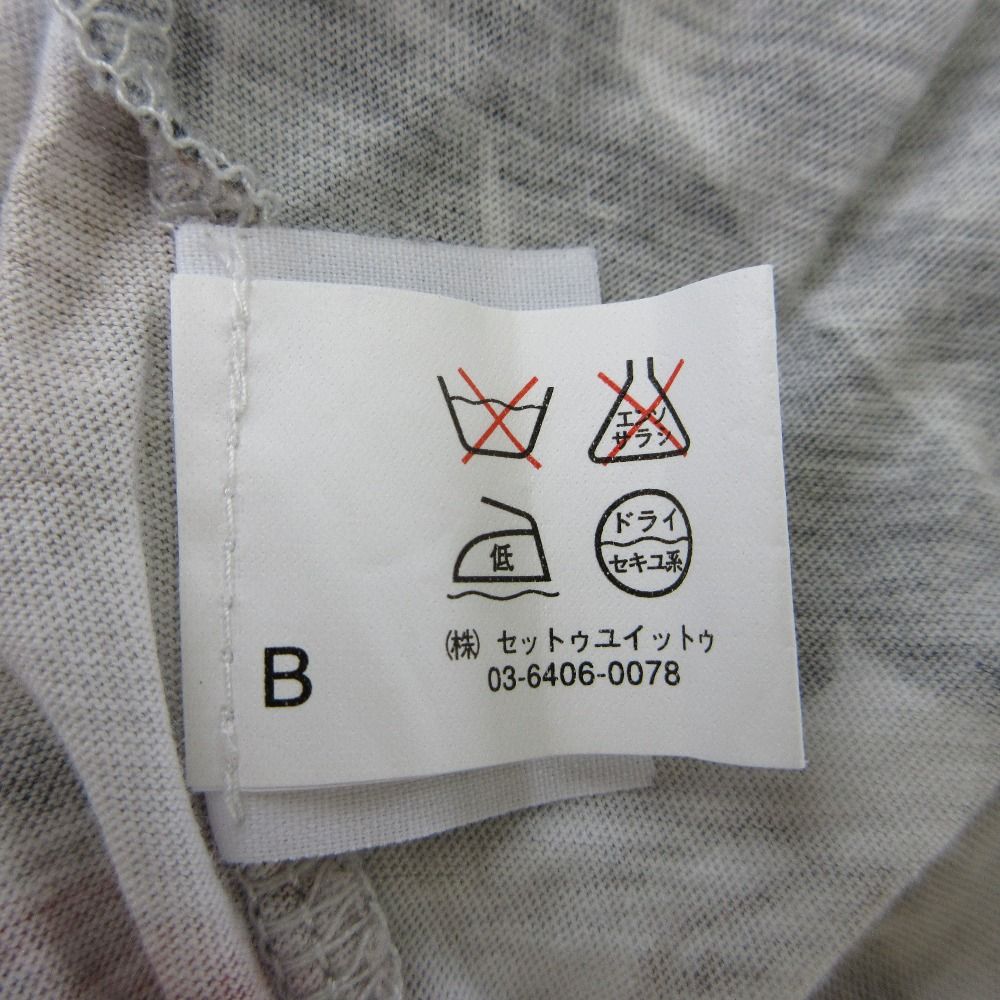 エンソ
サラシ
低
ドライ
セキユ系
(株) セットゥユイットゥ
03-6406-0078
B